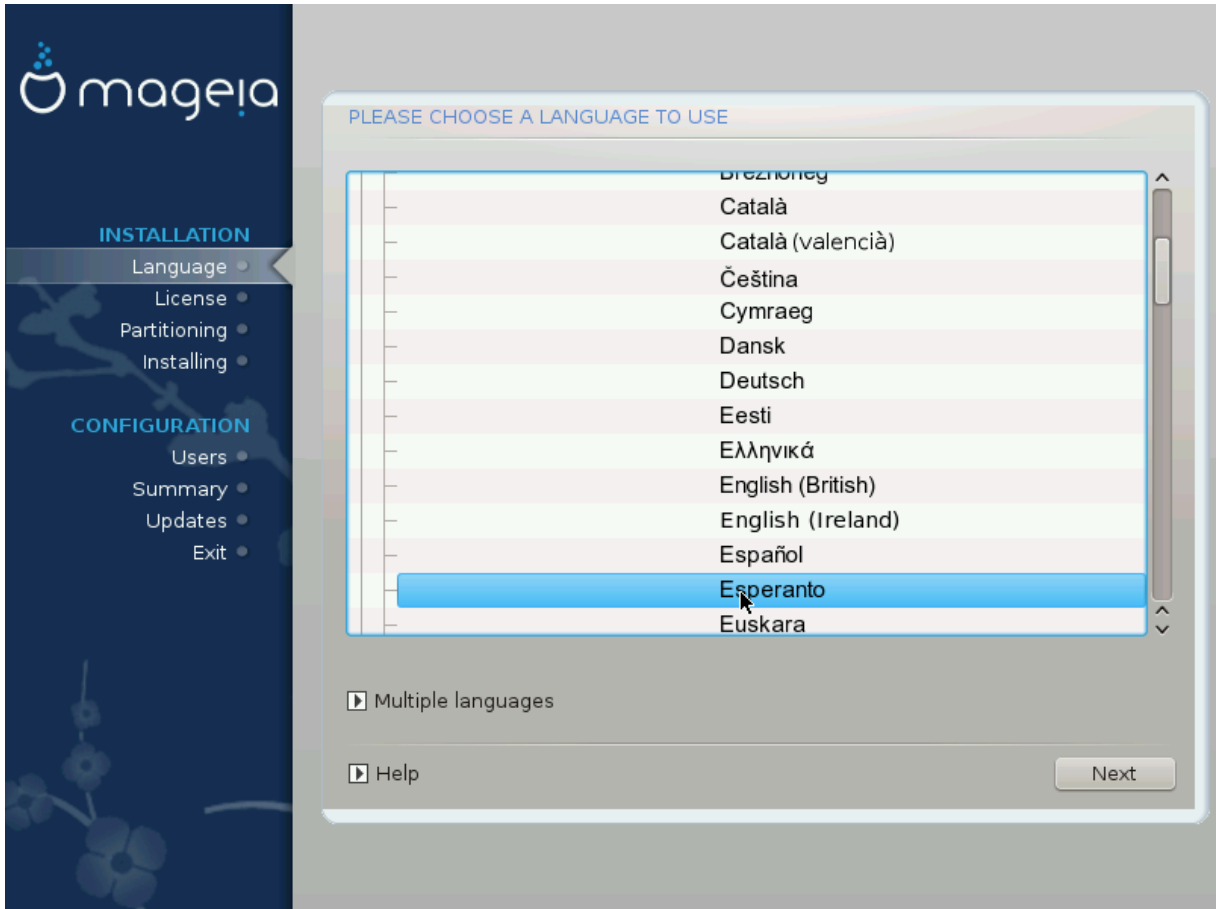 mageia
INSTALLATION
Language
License
Partitioning
Installing
CONFIGURATION
Users
Summary
Updates
Exit
PLEASE CHOOSE A LANGUAGE TO USE
Brezhoneg
Català
Català (valencià)
Čeština
Cymraeg
Dansk
Deutsch
Eesti
Ελληνικά
English (British)
English (Ireland)
Español
Esperanto
Euskara
Multiple languages
Help
Next